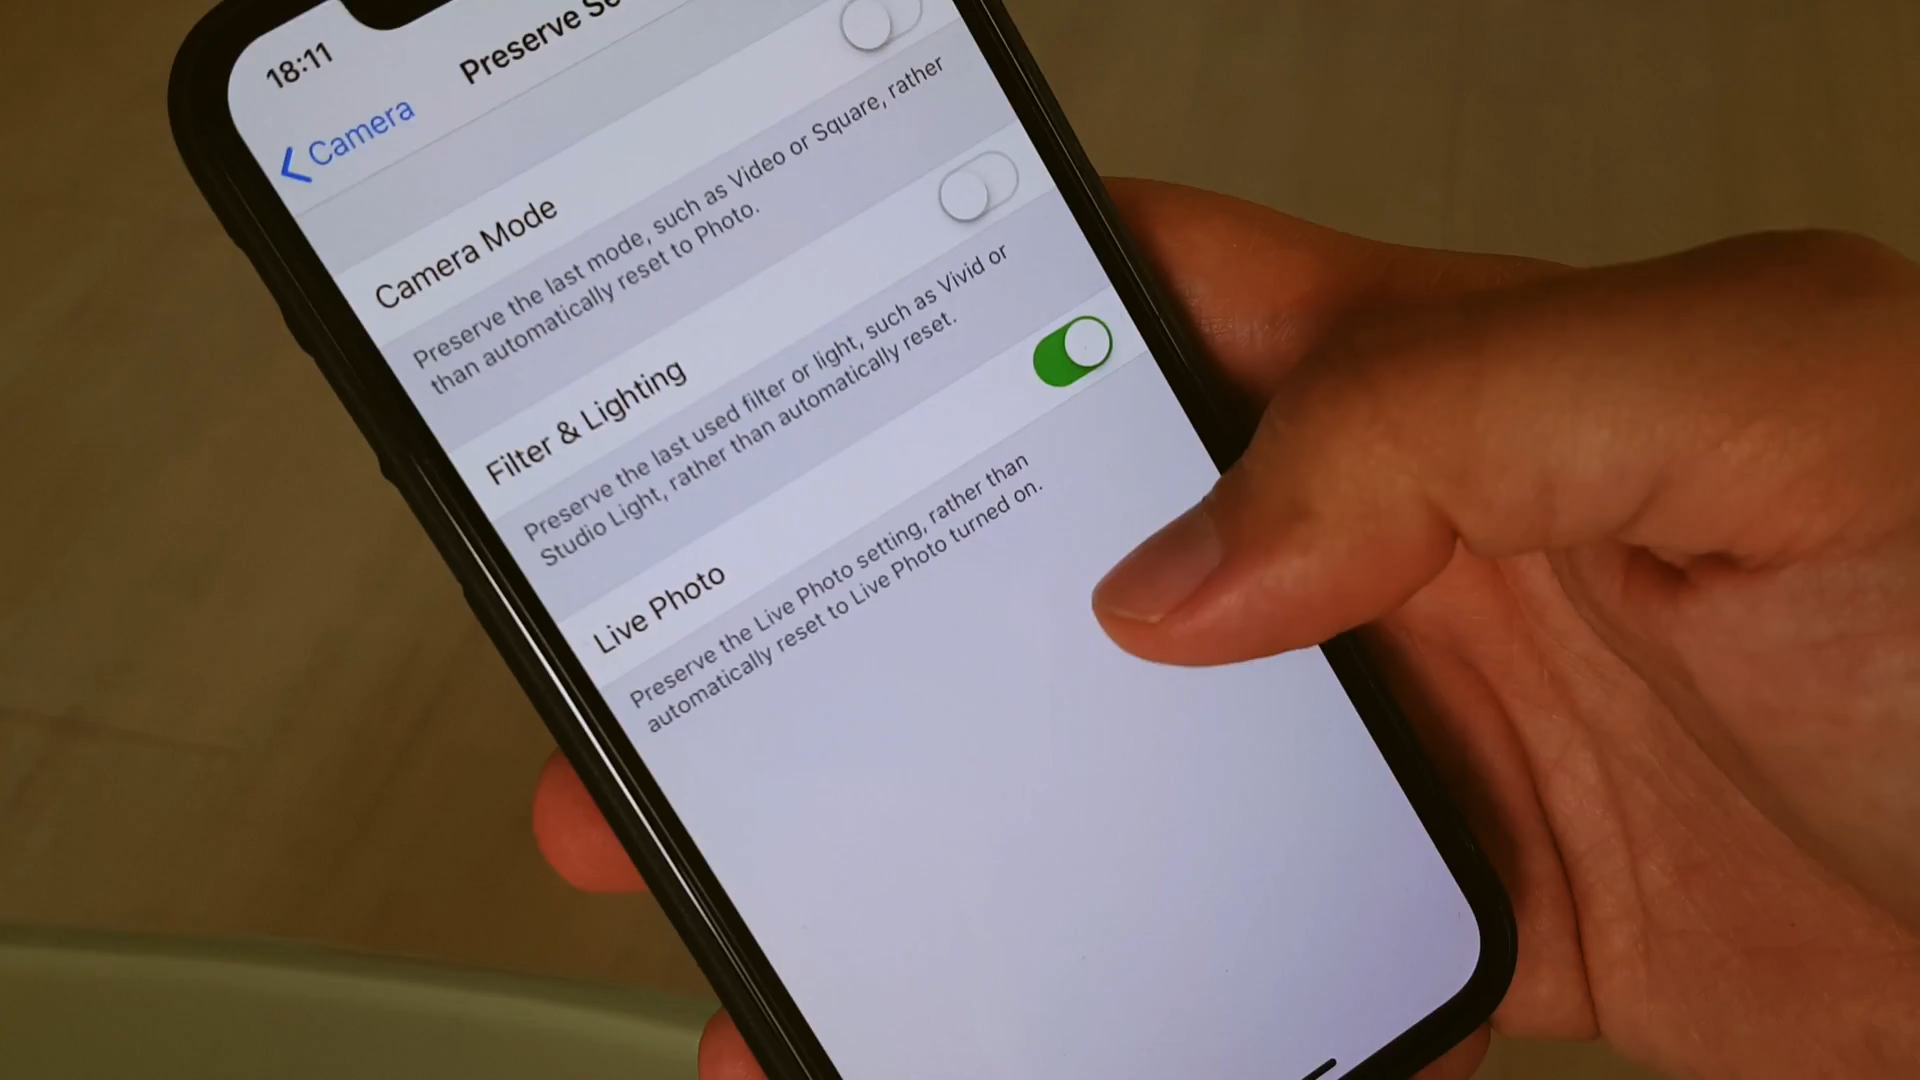 18:11
Camera
Preserve
Camera Mode
Preserve the last mode, such as Video or Square, rather
than automatically reset to Photo.
Filter & Lighting
Preserve the last used filter or light, such as Vivid or
Studio Light, rather than automatically reset.
Live Photo
Preserve the Live Photo setting, rather than
automatically reset to Live Photo turned on.